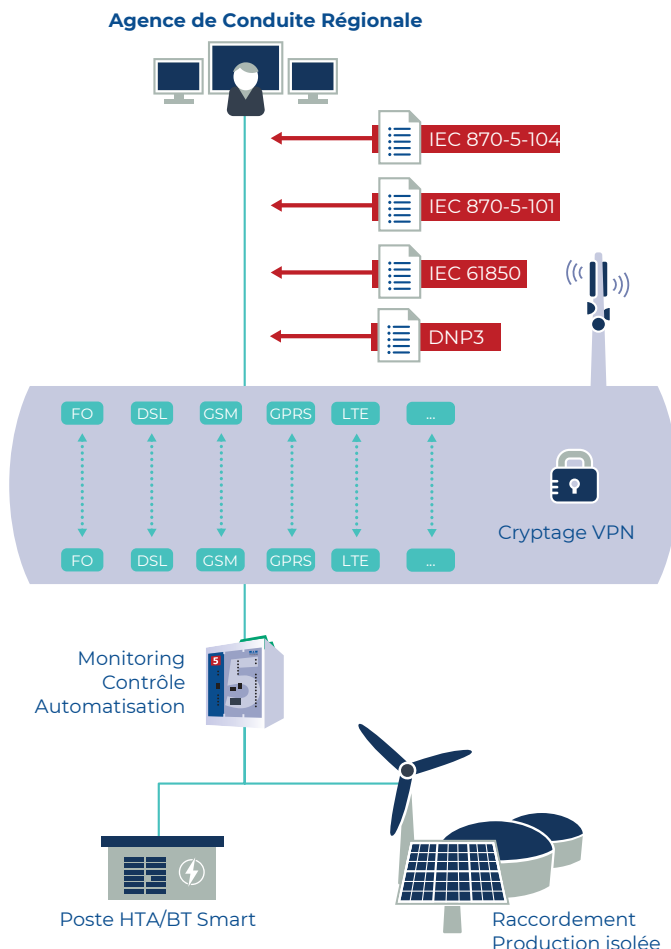 Agence de Conduite Régionale
IEC 870-5-104
IEC 870-5-101
IEC 61850
DNP3
FO DSL GSM GPRS LTE ...
Cryptage VPN
FO DSL GSM GPRS LTE ...
Monitoring
Contrôle
Automatisation
5
5
Poste HTA/BT Smart
Raccordement
Production isolée